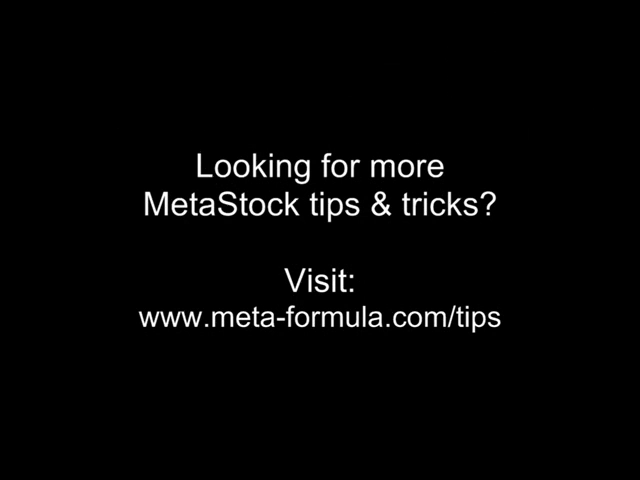 Looking for more
MetaStock tips & tricks?
Visit:
www.meta-formula.com/tips